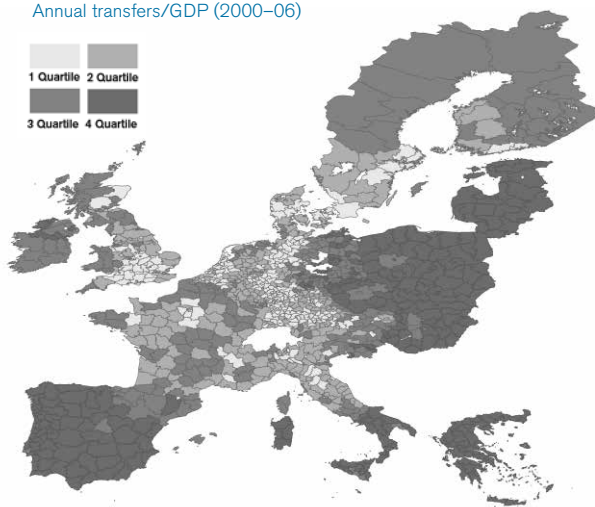 Annual transfers/GDP (2000–06)
1 Quartile 2 Quartile
3 Quartile 4 Quartile